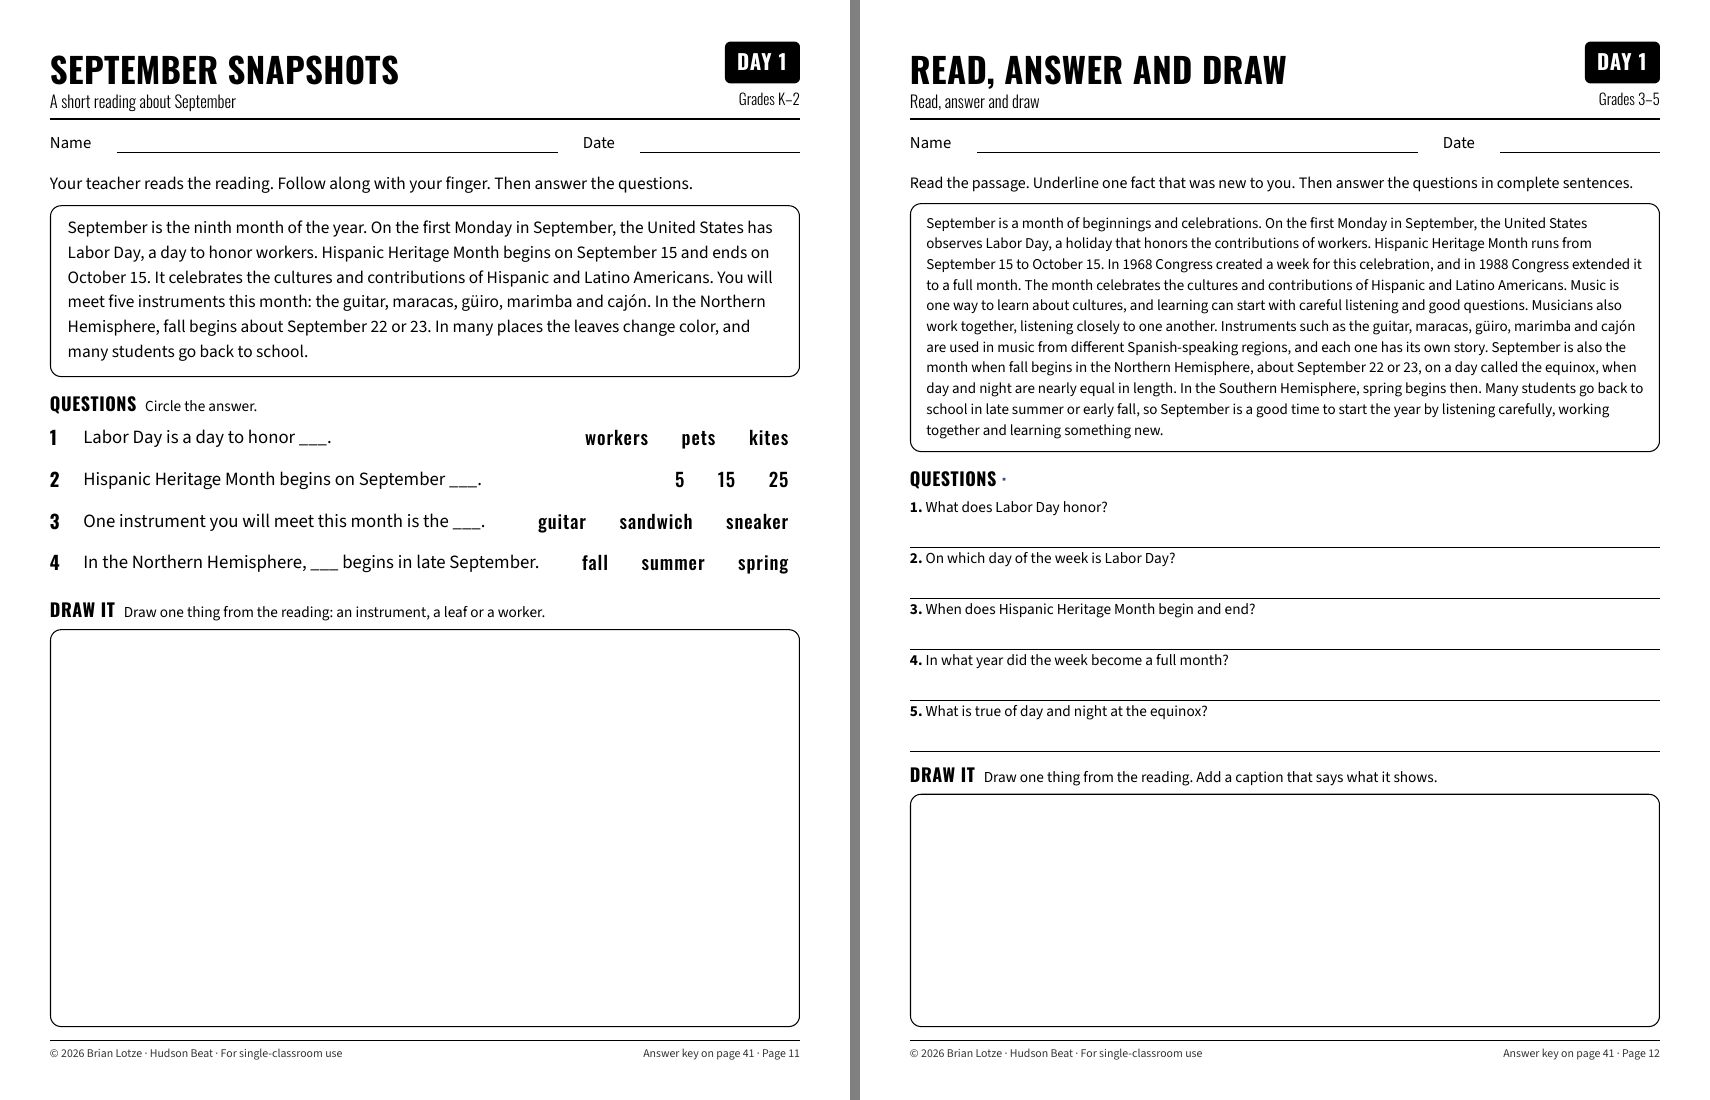 SEPTEMBER SNAPSHOTS
DAY 1
A short reading about September
Grades K–2
Name
Date
Your teacher reads the reading. Follow along with your finger. Then answer the questions.
September is the ninth month of the year. On the first Monday in September, the United States has
Labor Day, a day to honor workers. Hispanic Heritage Month begins on September 15 and ends on
October 15. It celebrates the cultures and contributions of Hispanic and Latino Americans. You will
meet five instruments this month: the guitar, maracas, güiro, marimba and cajón. In the Northern
Hemisphere, fall begins about September 22 or 23. In many places the leaves change color, and
many students go back to school.
QUESTIONS Circle the answer.
1 Labor Day is a day to honor ___. workers pets kites
2 Hispanic Heritage Month begins on September ___. 5 15 25
3 One instrument you will meet this month is the ___. guitar sandwich sneaker
4 In the Northern Hemisphere, ___ begins in late September. fall summer spring
DRAW IT Draw one thing from the reading: an instrument, a leaf or a worker.
© 2026 Brian Lotze · Hudson Beat · For single-classroom use
Answer key on page 41 · Page 11
READ, ANSWER AND DRAW
DAY 1
Read, answer and draw
Grades 3–5
Name
Date
Read the passage. Underline one fact that was new to you. Then answer the questions in complete sentences.
September is a month of beginnings and celebrations. On the first Monday in September, the United States
observes Labor Day, a holiday that honors the contributions of workers. Hispanic Heritage Month runs from
September 15 to October 15. In 1968 Congress created a week for this celebration, and in 1988 Congress extended it
to a full month. The month celebrates the cultures and contributions of Hispanic and Latino Americans. Music is
one way to learn about cultures, and learning can start with careful listening and good questions. Musicians also
work together, listening closely to one another. Instruments such as the guitar, maracas, güiro, marimba and cajón
are used in music from different Spanish-speaking regions, and each one has its own story. September is also the
month when fall begins in the Northern Hemisphere, about September 22 or 23, on a day called the equinox, when
day and night are nearly equal in length. In the Southern Hemisphere, spring begins then. Many students go back to
school in late summer or early fall, so September is a good time to start the year by listening carefully, working
together and learning something new.
QUESTIONS ·
1. What does Labor Day honor?
2. On which day of the week is Labor Day?
3. When does Hispanic Heritage Month begin and end?
4. In what year did the week become a full month?
5. What is true of day and night at the equinox?
DRAW IT Draw one thing from the reading. Add a caption that says what it shows.
© 2026 Brian Lotze · Hudson Beat · For single-classroom use
Answer key on page 41 · Page 12